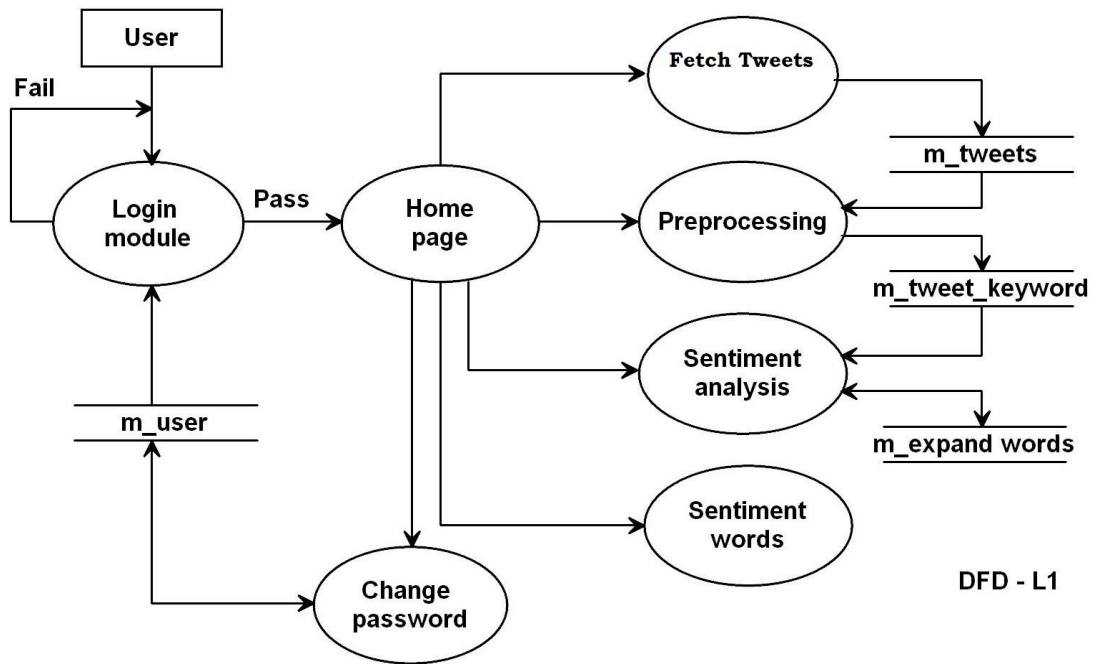 User
Fail
Fetch Tweets
m_tweets
Login
module
Pass
Home
page
Preprocessing
m_tweet_keyword
Sentiment
analysis
m_user
m_expand words
Sentiment
words
Change
password
DFD - L1